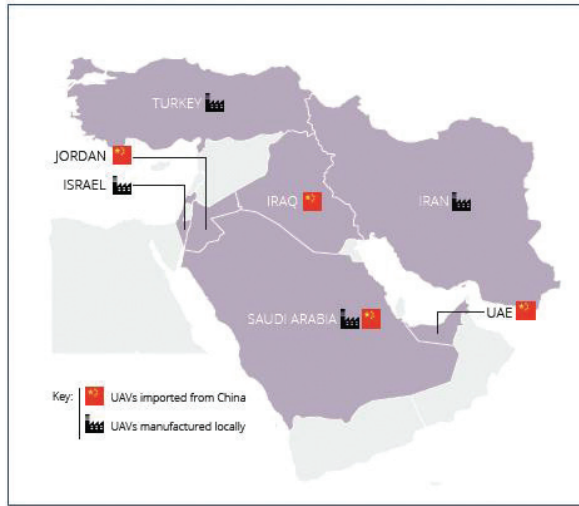 TURKEY
JORDAN
ISRAEL
IRAQ
IRAN
SAUDI ARABIA
UAE
Key:
UAVs imported from China
UAVs manufactured locally